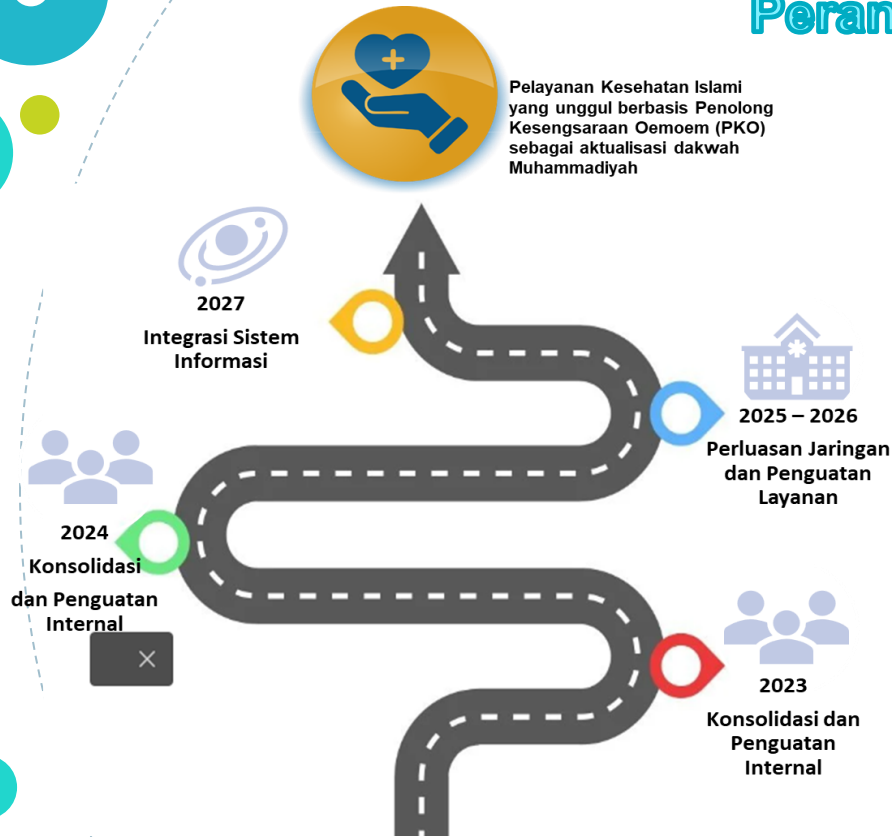 Peran
Pelayanan Kesehatan Islami
yang unggul berbasis Penolong
Kesengsaraan Oemoem (PKO)
sebagai aktualisasi dakwah
Muhammadiyah
2027
Integrasi Sistem
Informasi
2025 – 2026
Perluasan Jaringan
dan Penguatan
Layanan
2024
Konsolidasi
dan Penguatan
Internal
2023
Konsolidasi dan
Penguatan
Internal